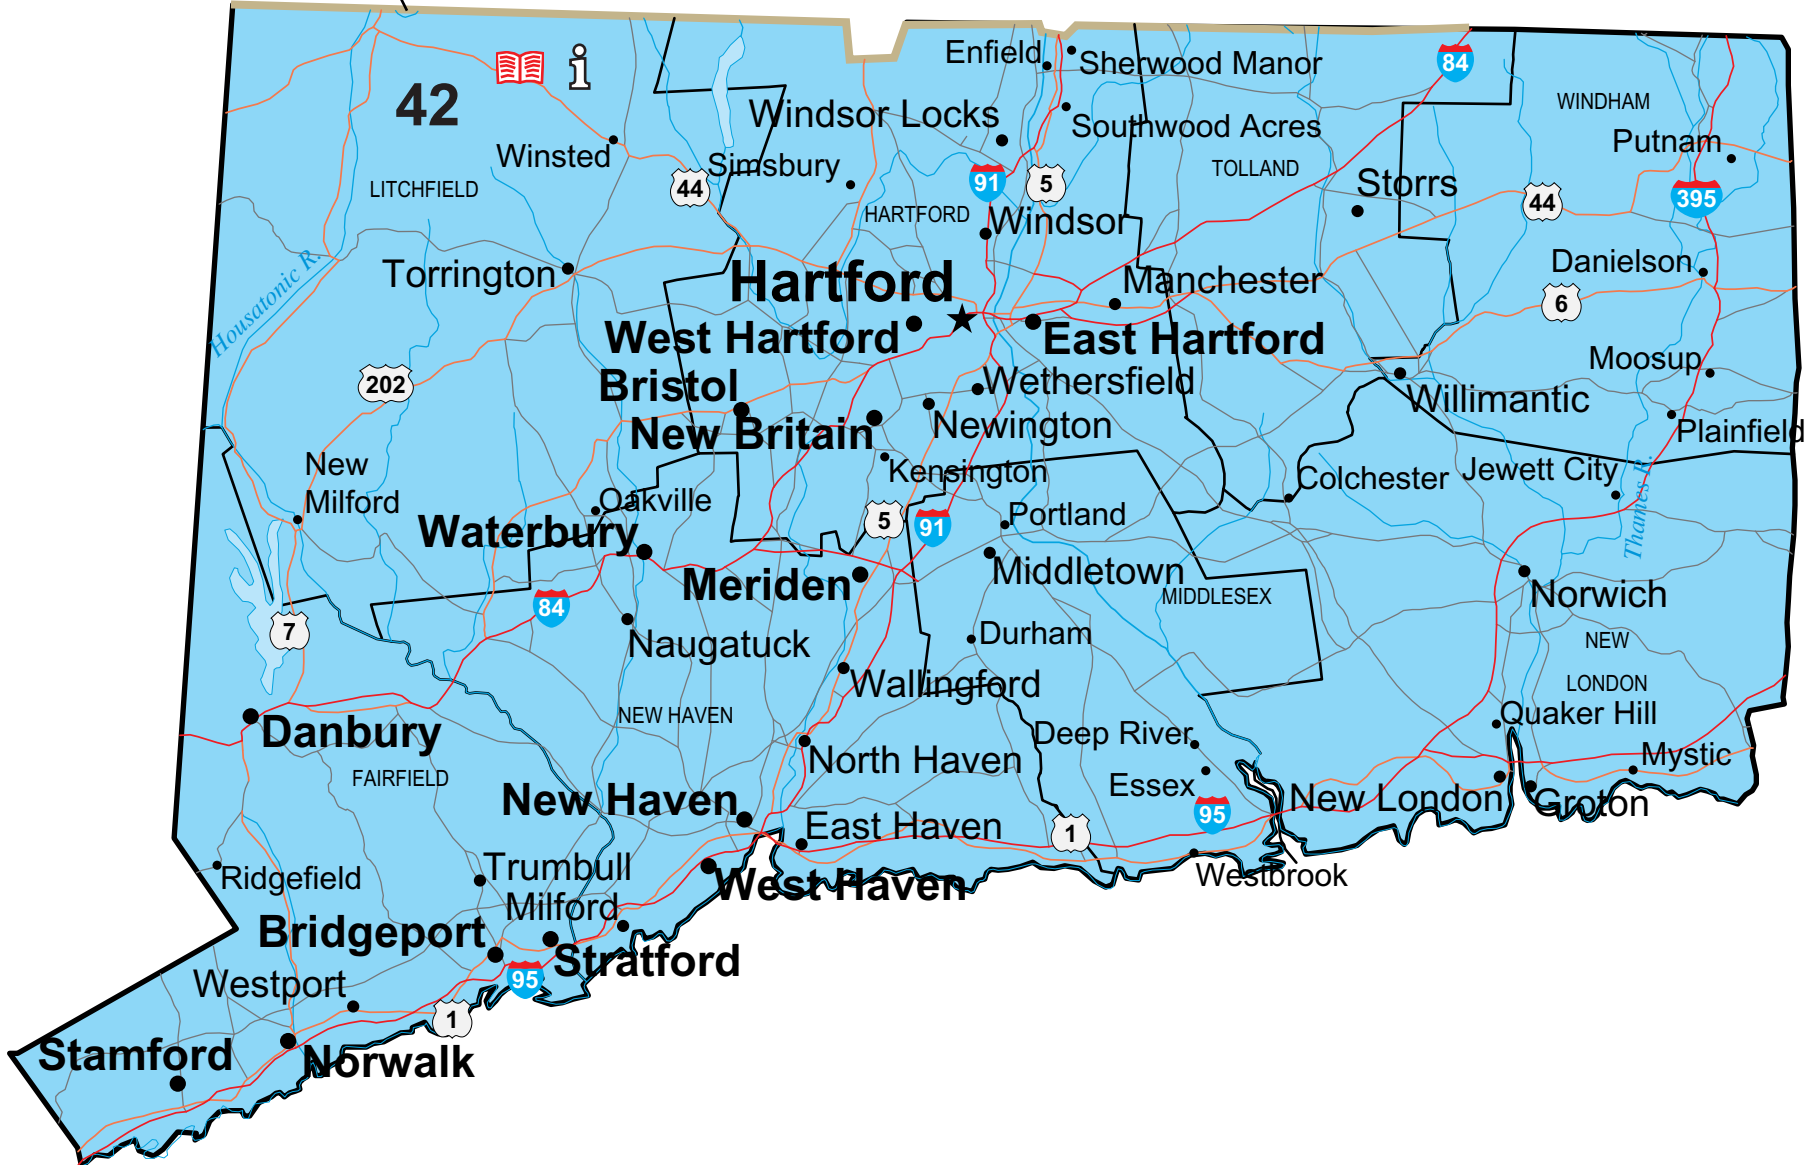 Enfield
Sherwood Manor
84
42
i
WINDHAM
Windsor Locks
Southwood Acres
Putnam
Winsted
Simsbury
TOLLAND
LITCHFIELD
44
91
5
Storrs
44
395
HARTFORD
Windsor
Housatonic R.
Torrington
Hartford
Manchester
Danielson
6
West Hartford
East Hartford
202
Bristol
Wethersfield
Moosup
Willimantic
New Britain
Newington
Plainfield
New
Milford
Kensington
Colchester
Jewett City
Oakville
Thames R.
Waterbury
5
91
Portland
Meriden
Middletown
MIDDLESEX
Norwich
84
7
Naugatuck
Durham
NEW
LONDON
Wallingford
NEW HAVEN
Quaker Hill
Danbury
Deep River
North Haven
Mystic
FAIRFIELD
Essex
New Haven
New London
Groton
95
East Haven
1
Ridgefield
Trumbull
Westbrook
West Haven
Milford
Bridgeport
Stratford
95
Westport
1
Stamford
Norwalk